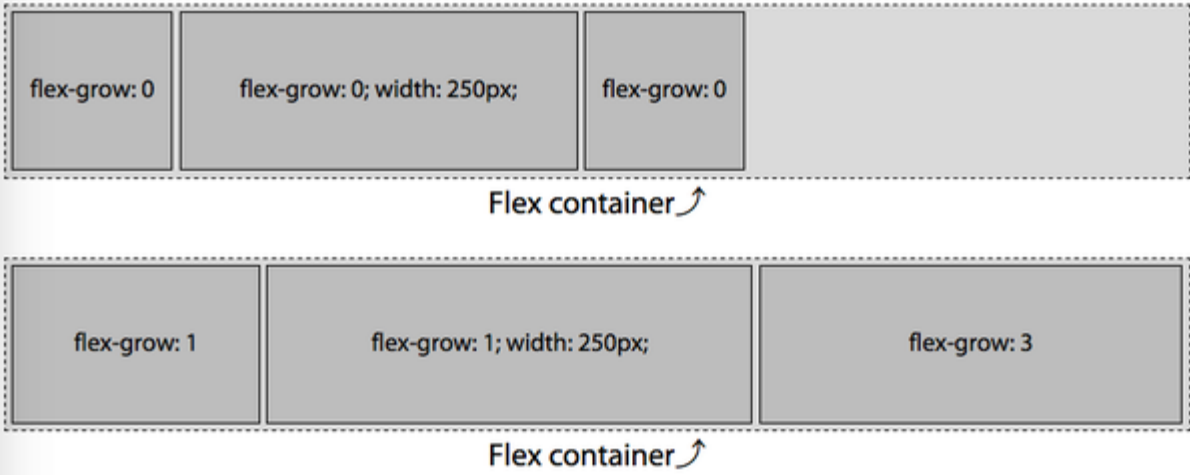 flex-grow: 0
flex-grow: 0; width: 250px;
flex-grow: 0
Flex container
flex-grow: 1
flex-grow: 1; width: 250px;
flex-grow: 3
Flex container